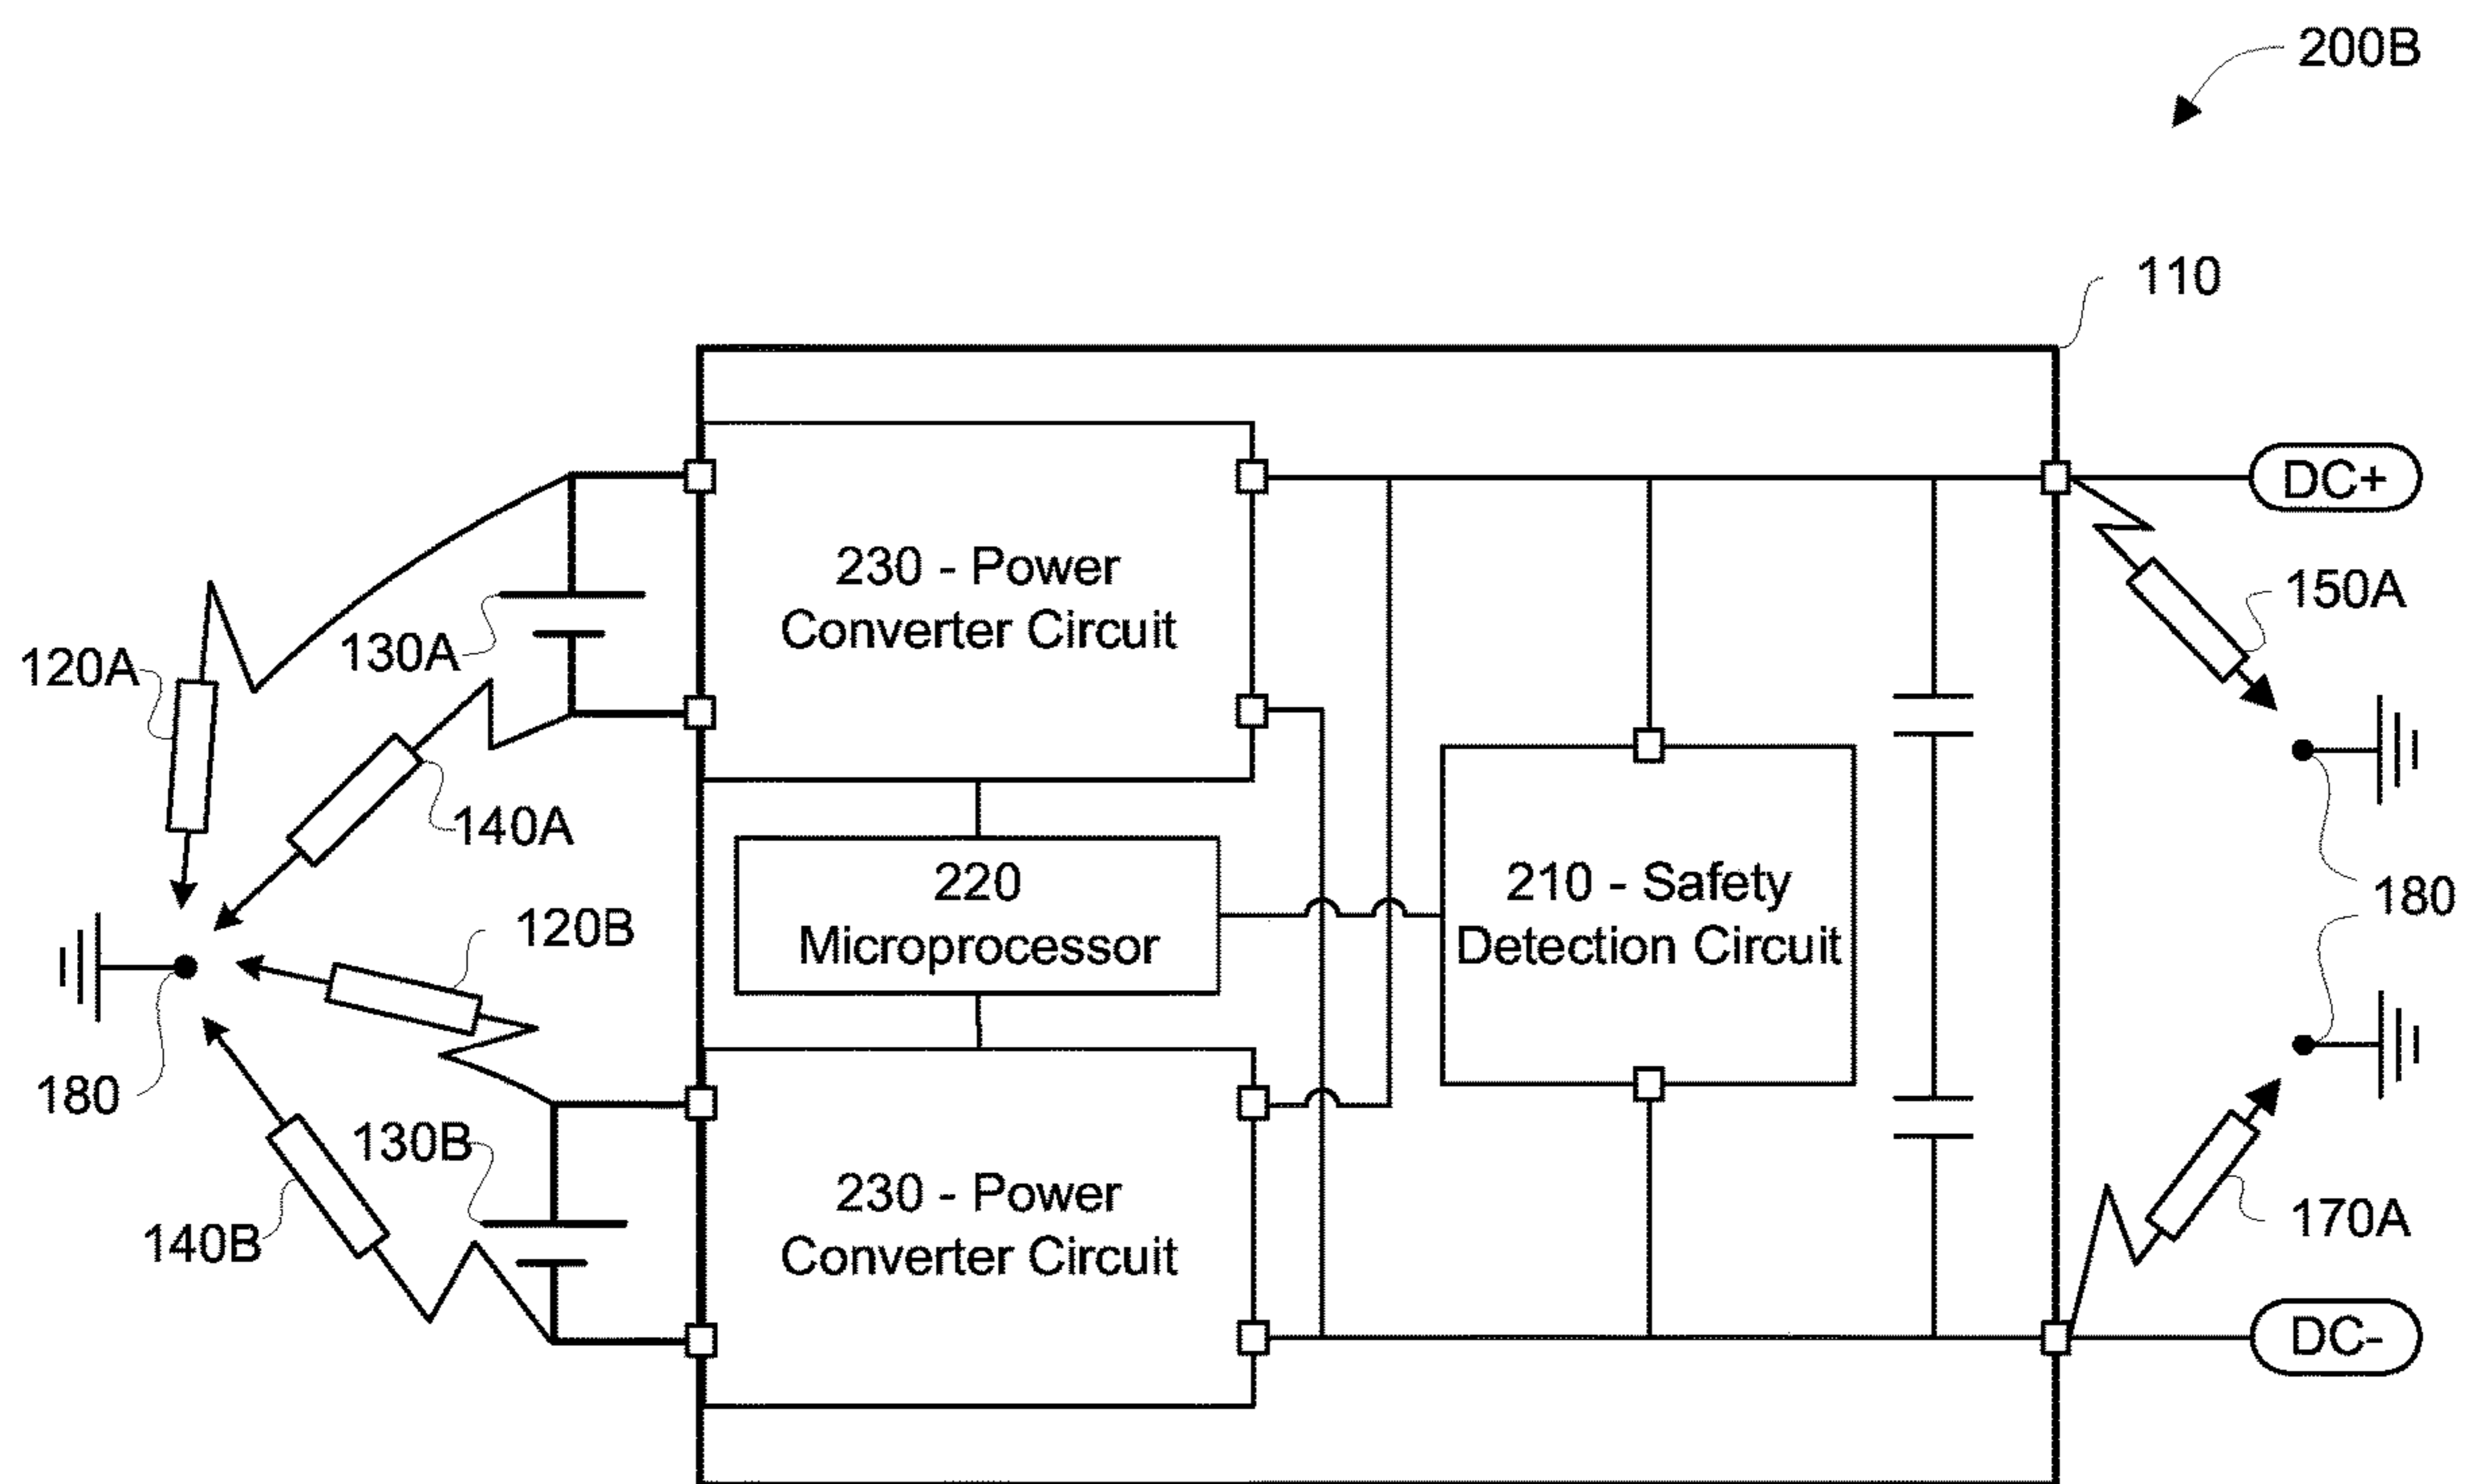 200B
110
DC+
230 - Power
Converter Circuit
150A
130A
120A
140A
220
Microprocessor
210 - Safety
Detection Circuit
180
120B
180
130B
140B
230 - Power
Converter Circuit
170A
DC-